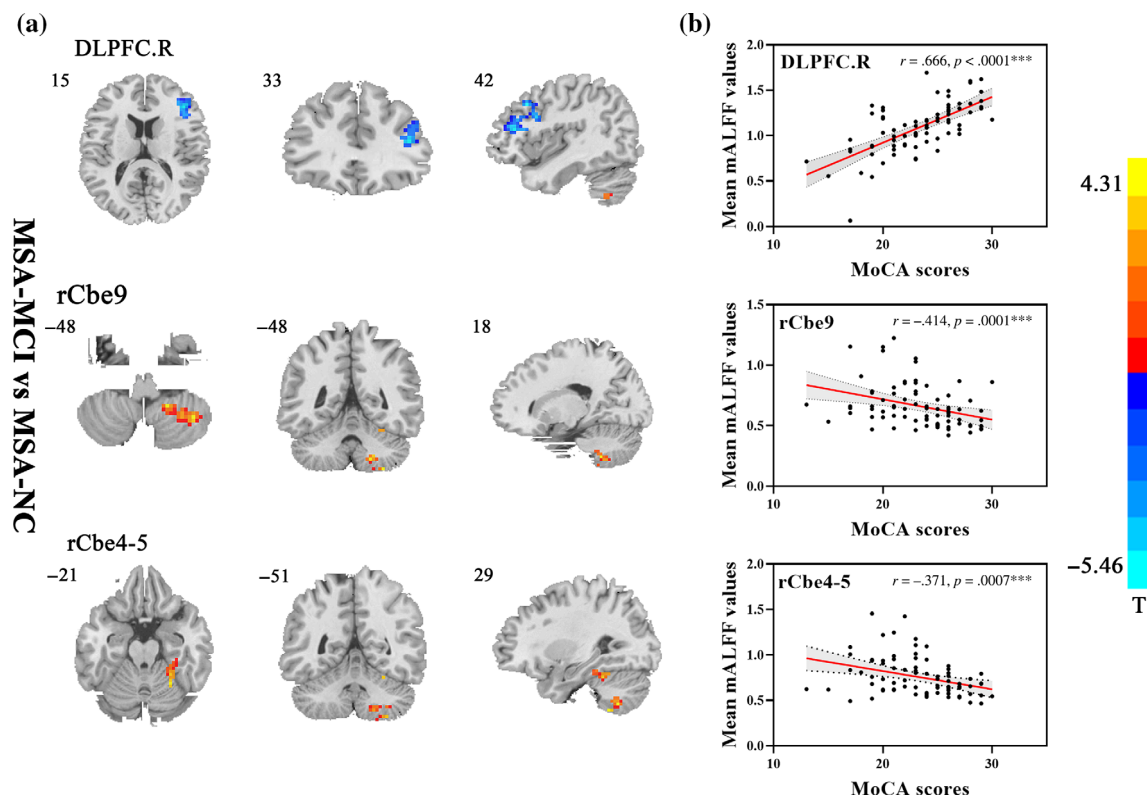 (a)
DLPFC.R
15
33
42
MSA-MCI vs MSA-NC
rCbe9
−48
−48
18
rCbe4-5
−21
−51
29
(b)
DLPFC.R
r = .666, p < .0001***
Mean mALFF values
2.0
1.5
1.0
0.5
0.0
10
20
30
MoCA scores
rCbe9
r = −.414, p = .0001***
Mean mALFF values
1.5
1.0
0.5
0.0
10
20
30
MoCA scores
rCbe4-5
r = −.371, p = .0007***
Mean mALFF values
2.0
1.5
1.0
0.5
0.0
10
20
30
MoCA scores
4.31
−5.46
T